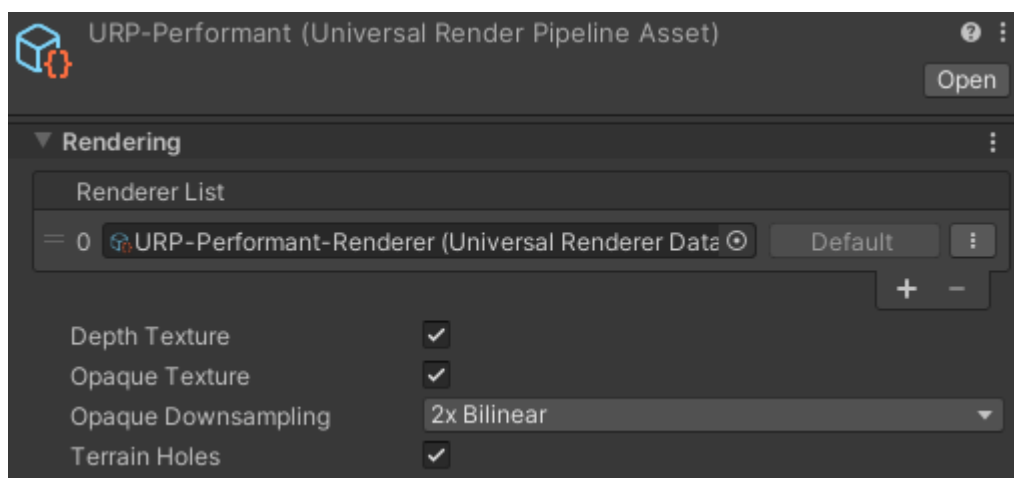 URP-Performant (Universal Render Pipeline Asset)
Open
Rendering
Renderer List
0 URP-Performant-Renderer (Universal Renderer Data Default
Depth Texture
Opaque Texture
Opaque Downsampling 2x Bilinear
Terrain Holes